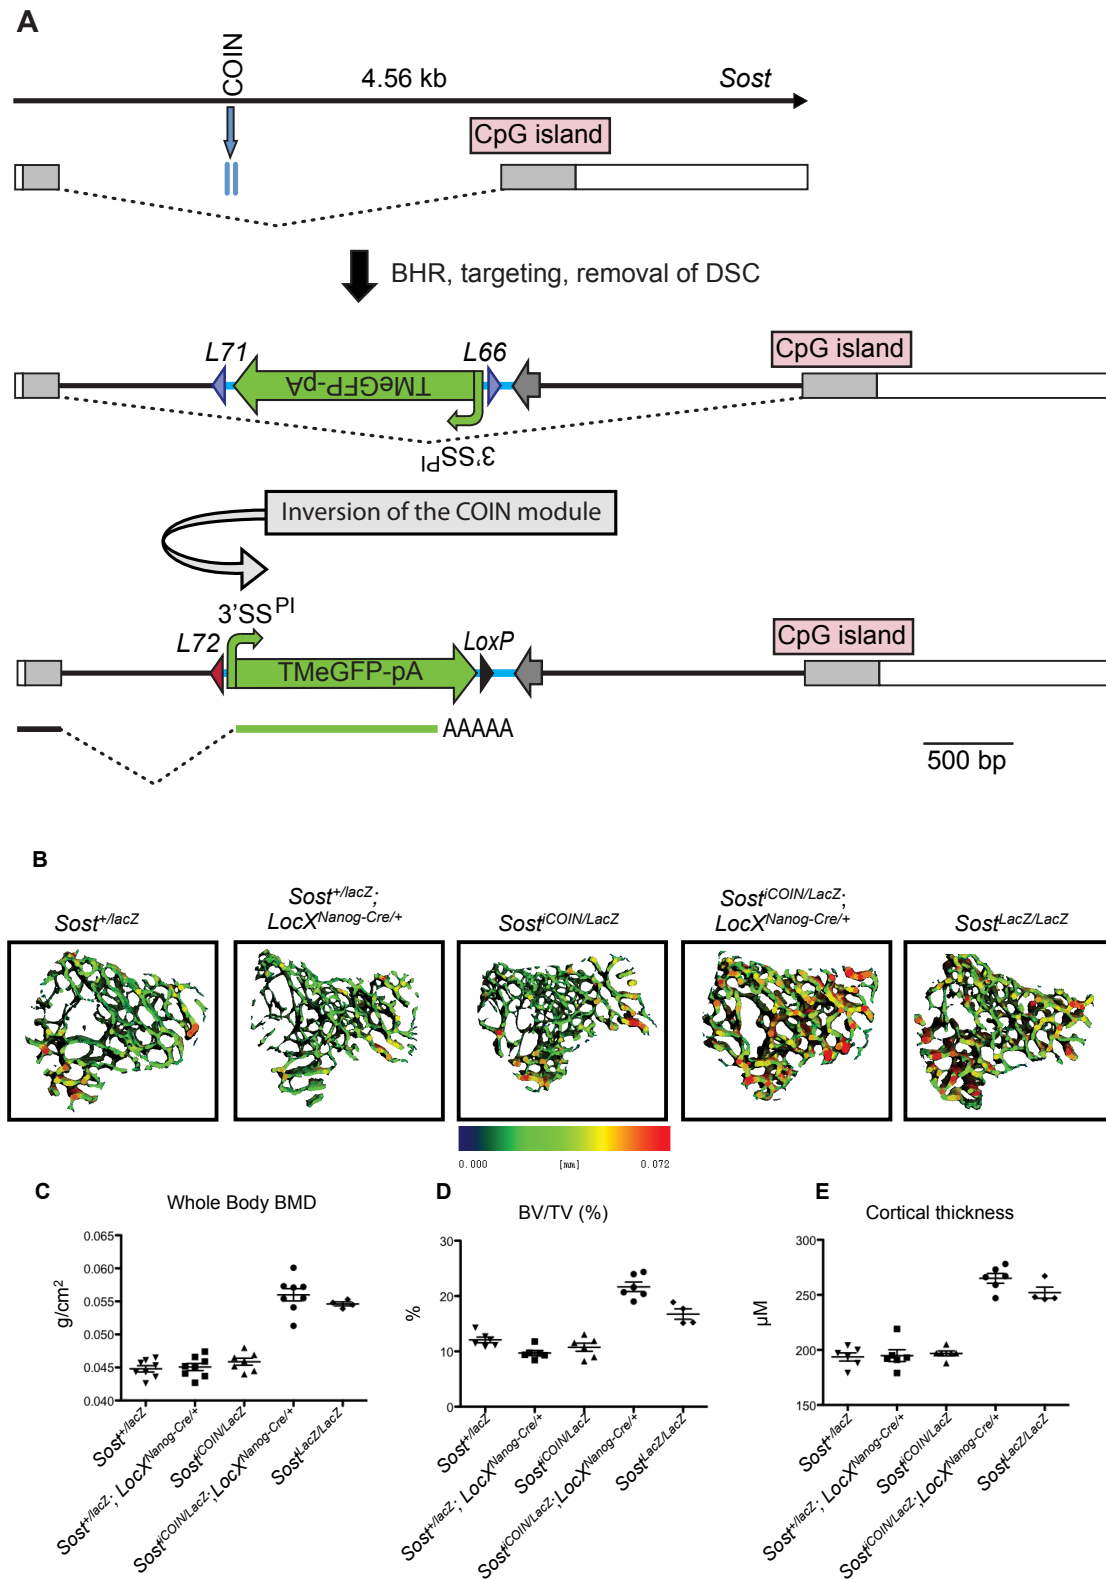 A
COIN
4.56 kb
Sost
CpG island
BHR, targeting, removal of DSC
L71
L66
CpG island
TMeGFP-pA
3'SSPI
Inversion of the COIN module
3'SSPI
L72
LoxP
CpG island
TMeGFP-pA
AAAAA
500 bp
B
Sost+/lacZ
Sost+/lacZ;
LocXNanog-Cre/+
SostiCOIN/LacZ
SostiCOIN/LacZ;
LocXNanog-Cre/+
SostLacZ/LacZ
0.000 [mm] 0.072
C
Whole Body BMD
0.065
0.060
0.055
0.050
0.045
0.040
g/cm2
Sost+/lacZ
Sost+/lacZ; LocXNanog-Cre/+
SostiCOIN/LacZ
SostiCOIN/LacZ;LocXNanog-Cre/+
SostLacZ/LacZ
D
BV/TV (%)
30
20
10
0
%
Sost+/lacZ
Sost+/lacZ; LocXNanog-Cre/+
SostiCOIN/LacZ
SostiCOIN/LacZ;LocXNanog-Cre/+
SostLacZ/LacZ
E
Cortical thickness
300
250
200
150
µM
Sost+/lacZ
Sost+/lacZ; LocXNanog-Cre/+
SostiCOIN/LacZ
SostiCOIN/LacZ;LocXNanog-Cre/+
SostLacZ/LacZ